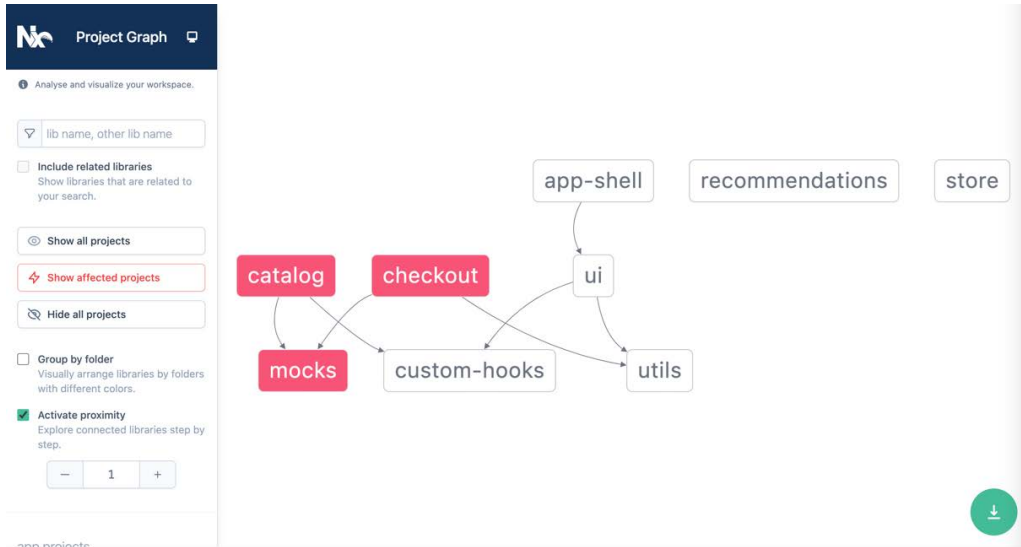 Nx Project Graph
Analyse and visualize your workspace.
lib name, other lib name
Include related libraries
Show libraries that are related to
your search.
Show all projects
Show affected projects
Hide all projects
Group by folder
Visually arrange libraries by folders
with different colors.
Activate proximity
Explore connected libraries step by
step.
− 1 +
app projects
app-shell recommendations store
catalog checkout ui
mocks custom-hooks utils